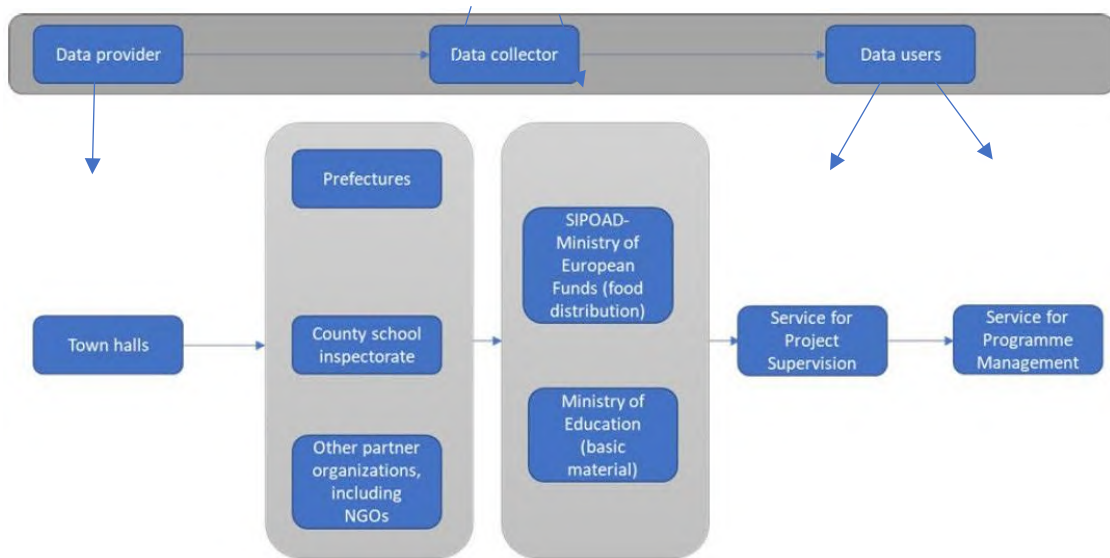 Data provider
Data collector
Data users
Prefectures
SIPOAD-
Ministry of
European
Funds (food
distribution)
Town halls
County school
inspectorate
Service for
Project
Supervision
Service for
Programme
Management
Ministry of
Education
(basic
material)
Other partner
organizations,
including
NGOs